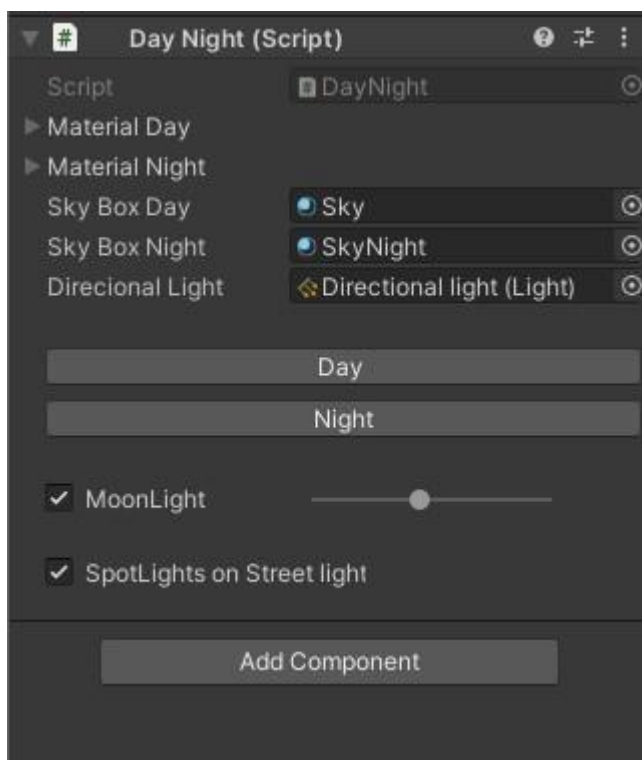 Day Night (Script)
Script DayNight
Material Day
Material Night
Sky Box Day Sky
Sky Box Night SkyNight
Direcional Light Directional light (Light)
Day
Night
MoonLight
SpotLights on Street light
Add Component